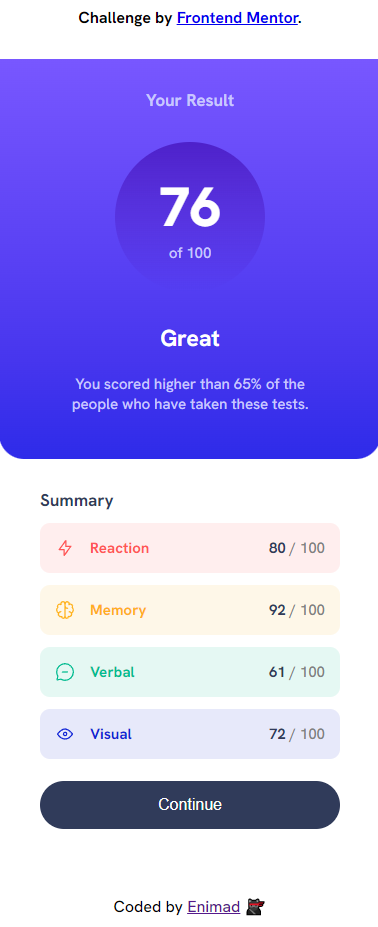 Challenge by Frontend Mentor.
Your Result
76
of 100
Great
You scored higher than 65% of the
people who have taken these tests.
Summary
Reaction 80 / 100
Memory 92 / 100
Verbal 61 / 100
Visual 72 / 100
Continue
Coded by Enimad